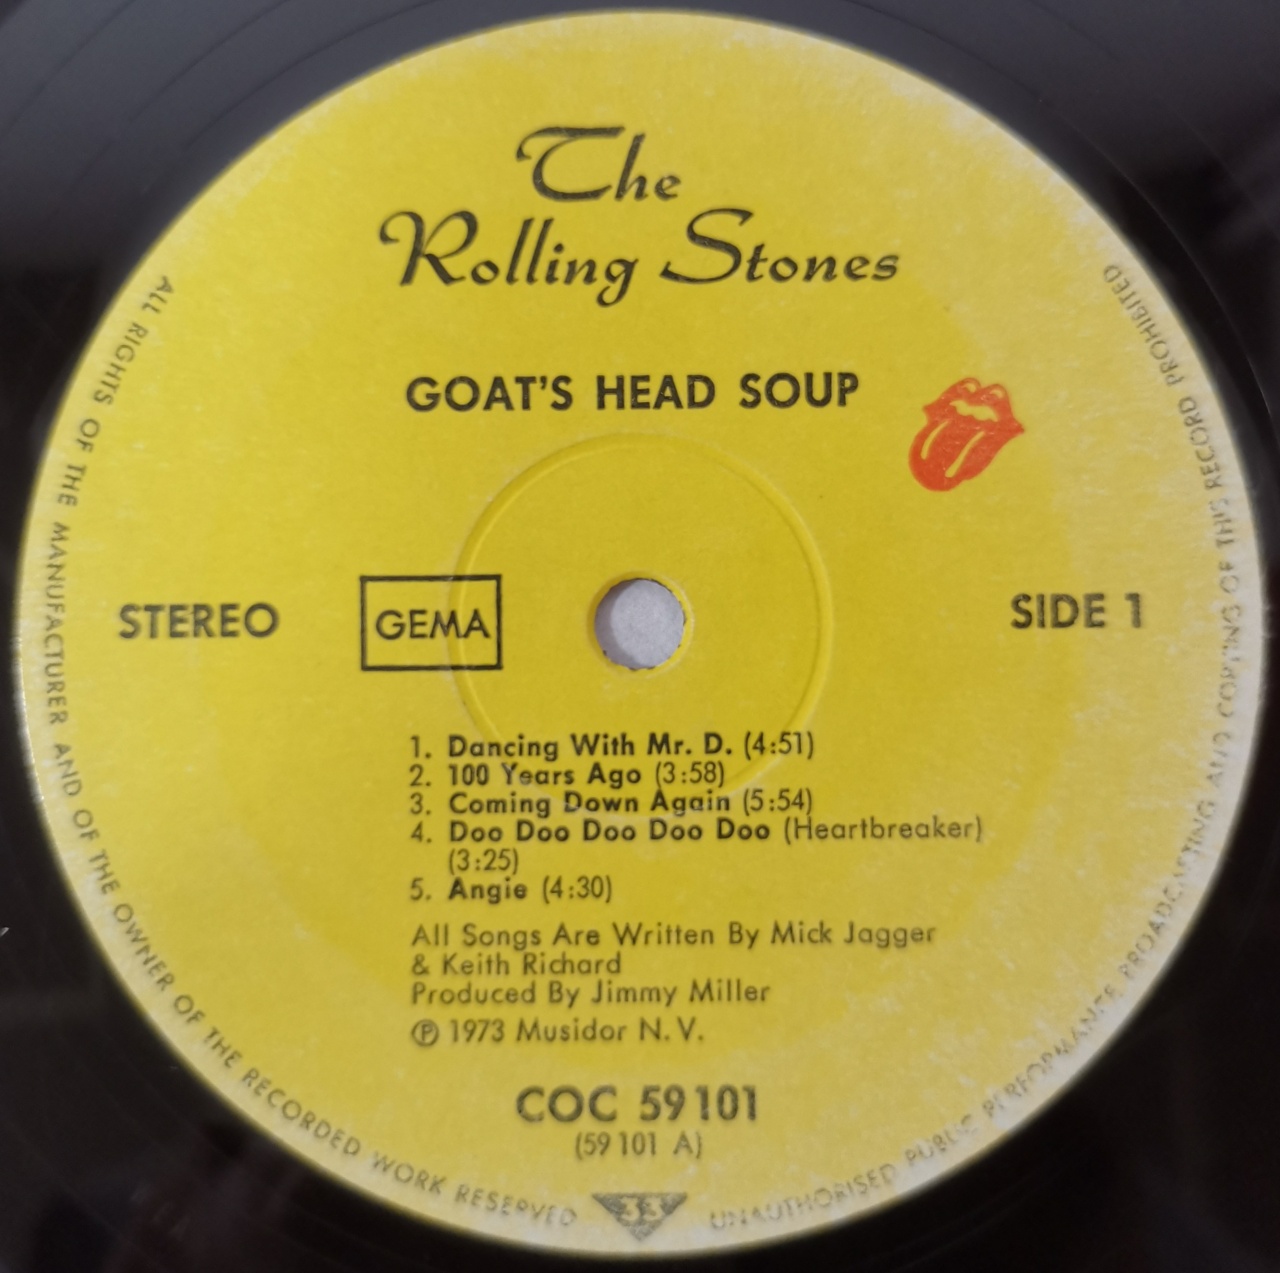 The
Rolling Stones
GOAT'S HEAD SOUP
STEREO
GEMA
SIDE 1
1. Dancing With Mr. D. (4:51)
2. 100 Years Ago (3:58)
3. Coming Down Again (5:54)
4. Doo Doo Doo Doo Doo (Heartbreaker)
(3:25)
5. Angie (4:30)
All Songs Are Written By Mick Jagger
& Keith Richard
Produced By Jimmy Miller
℗ 1973 Musidor N.V.
COC 59101
(59 101 A)
ALL RIGHTS OF THE MANUFACTURER AND OF THE OWNER OF THE RECORDED WORK RESERVED
33
UNAUTHORISED PUBLIC PERFORMANCE BROADCASTING AND COPYING OF THIS RECORD PROHIBITED